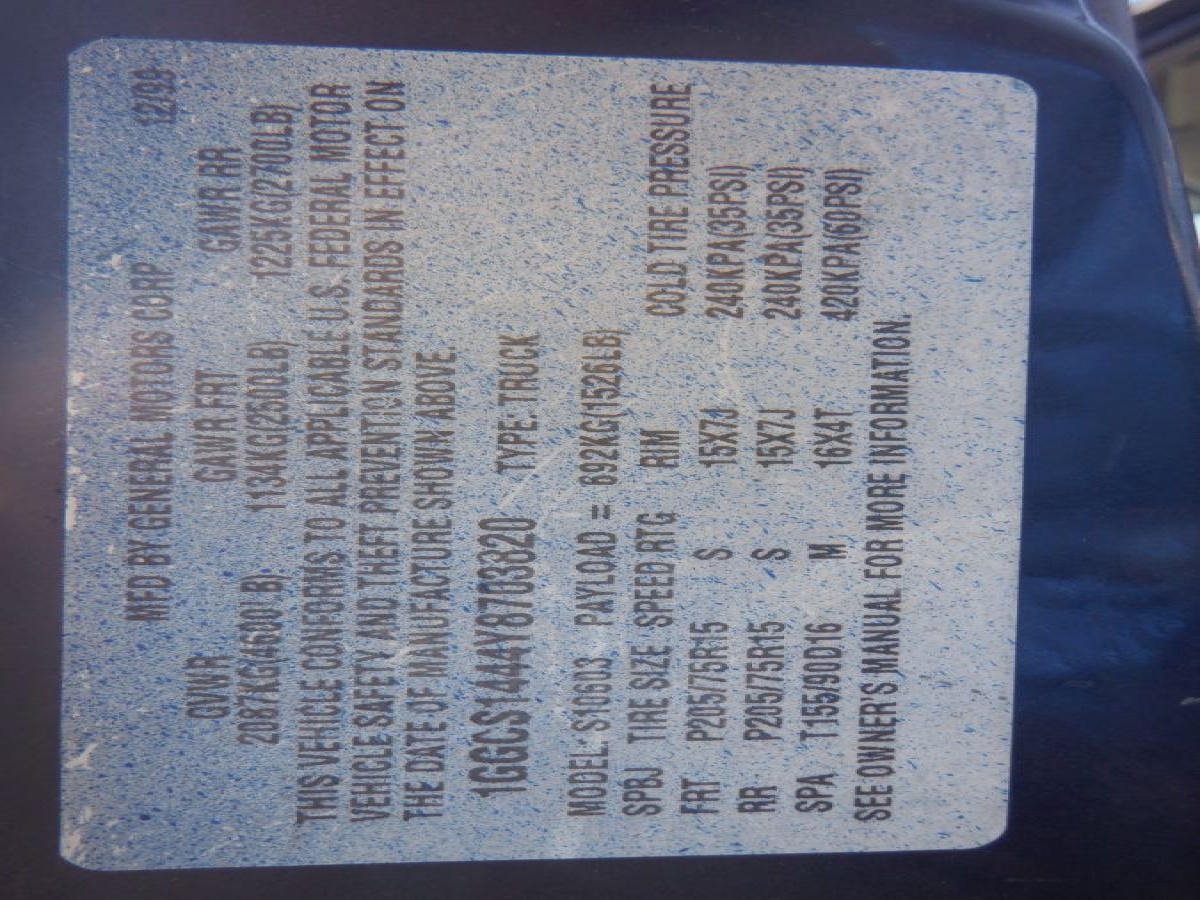 MFD BY GENERAL MOTORS CORP 12/99
GVWR GAWR FRT GAWR RR
2087KG(4600LB) 1134KG(2500LB) 1225KG(2700LB)
THIS VEHICLE CONFORMS TO ALL APPLICABLE U.S. FEDERAL MOTOR
VEHICLE SAFETY AND THEFT PREVENTION STANDARDS IN EFFECT ON
THE DATE OF MANUFACTURE SHOWN ABOVE.
1GGCS1444Y8703820 TYPE: TRUCK
MODEL: S10603 PAYLOAD = 692KG(1526LB)
SPBJ TIRE SIZE SPEED RTG RIM COLD TIRE PRESSURE
FRT P205/75R15 S 15X7J 240KPA(35PSI)
RR P205/75R15 S 15X7J 240KPA(35PSI)
SPA T155/90D16 M 16X4T 420KPA(60PSI)
SEE OWNER'S MANUAL FOR MORE INFORMATION.